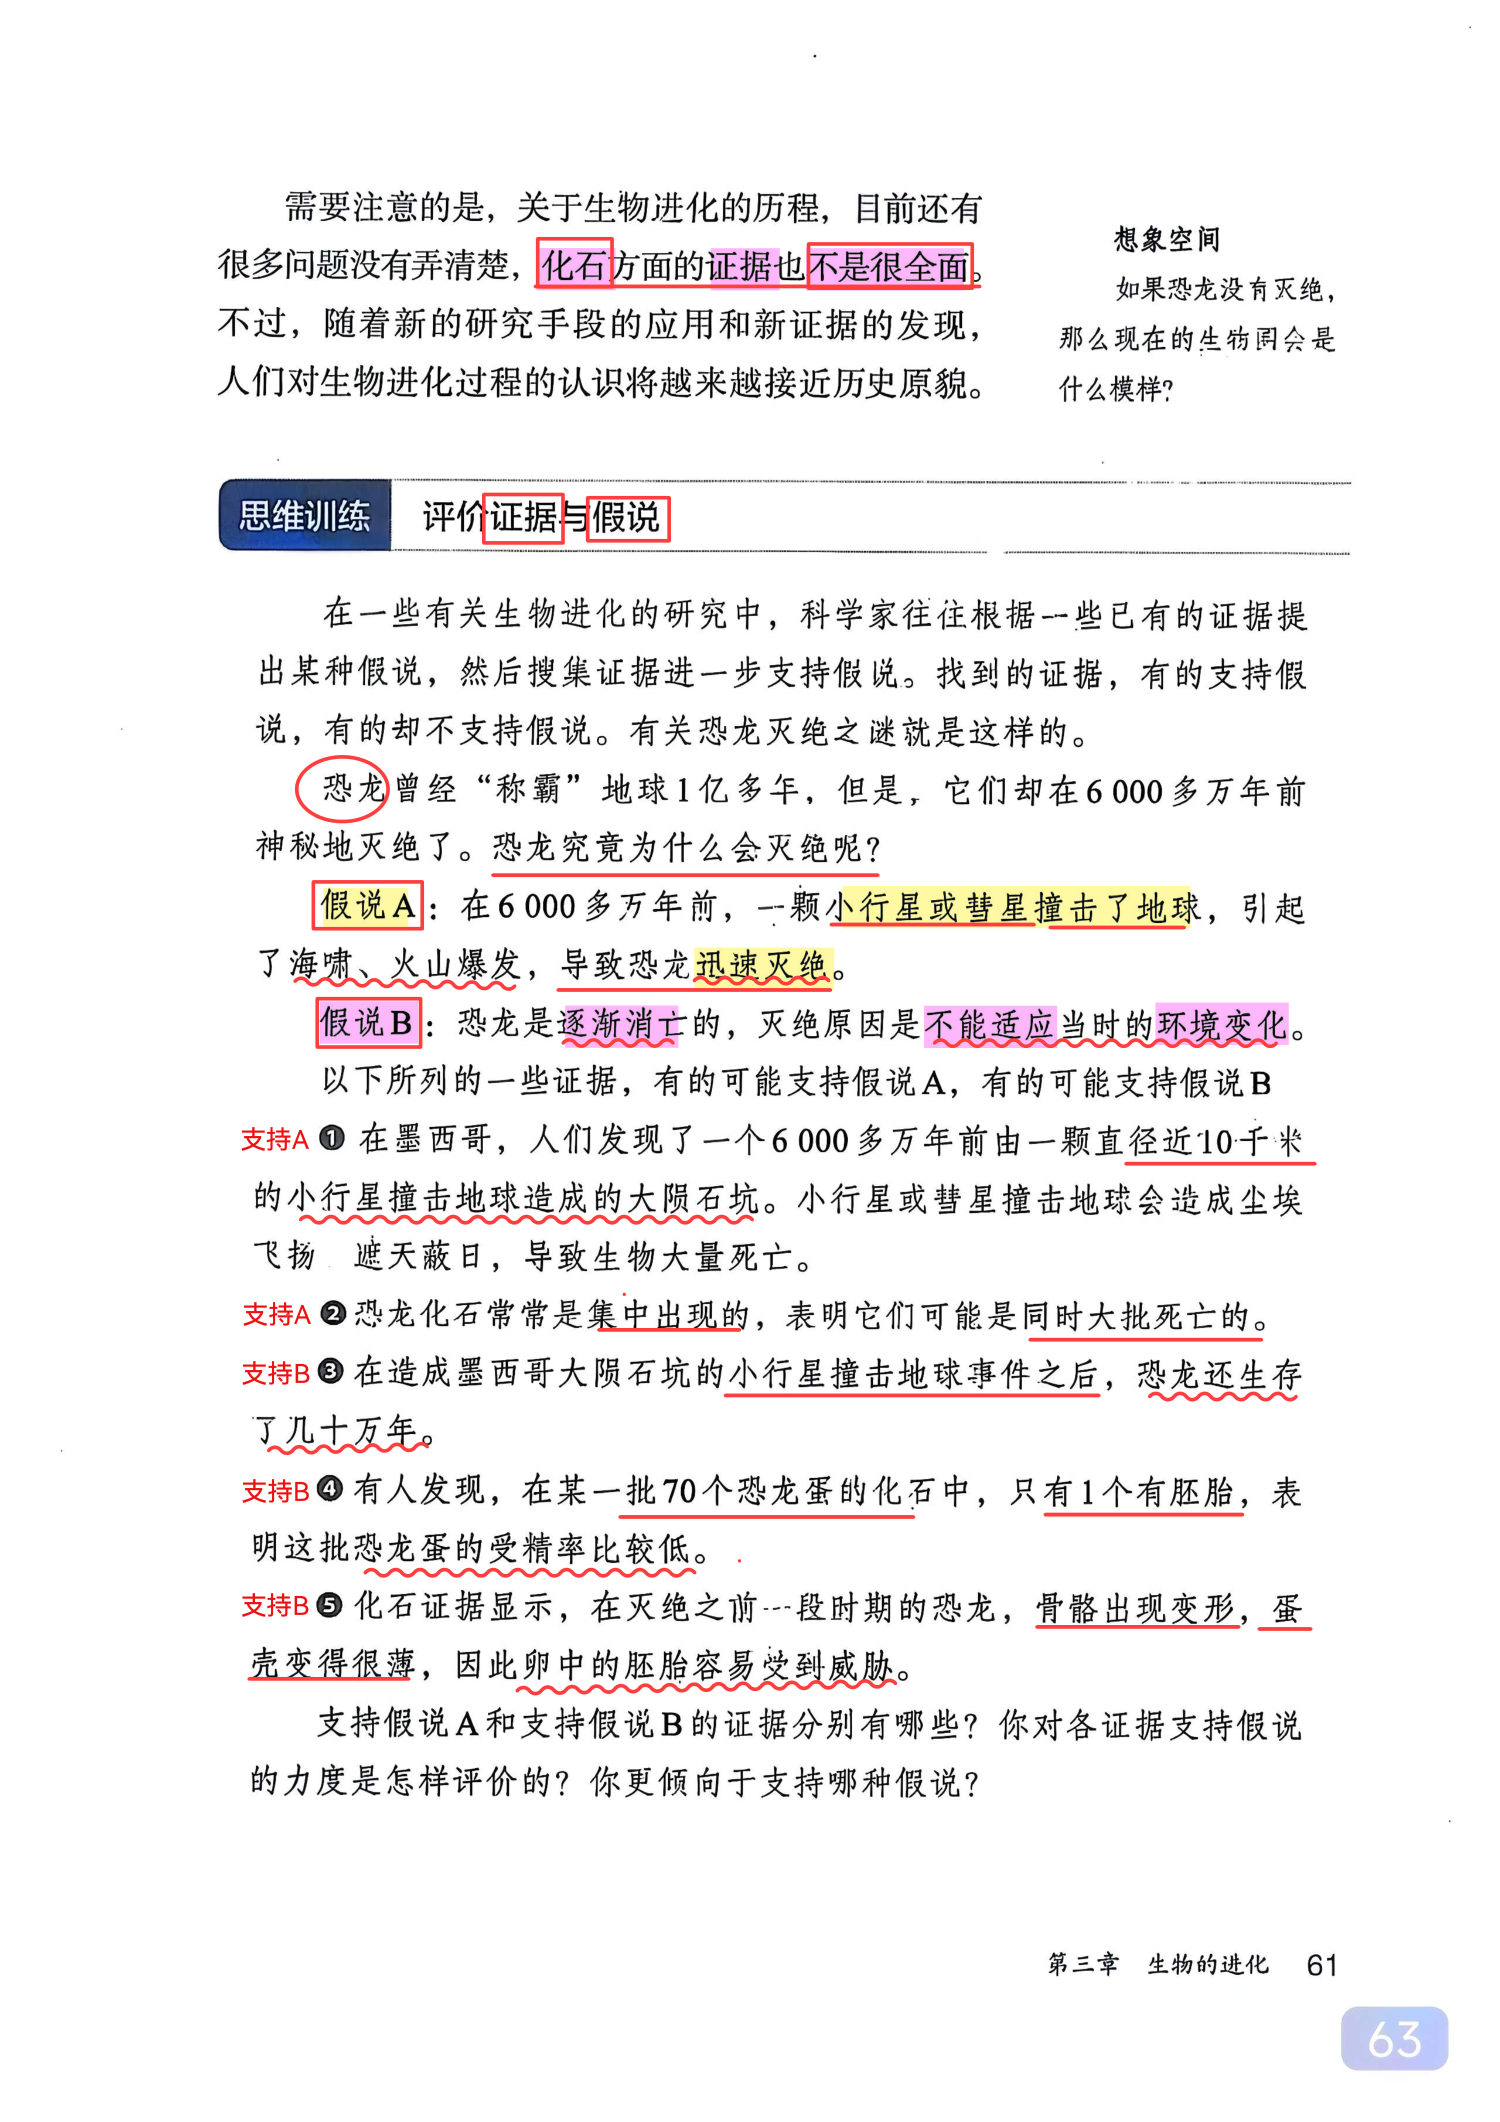 需要注意的是，关于生物进化的历程，目前还有
很多问题没有弄清楚，化石方面的证据也不是很全面。
不过，随着新的研究手段的应用和新证据的发现，
人们对生物进化过程的认识将越来越接近历史原貌。
想象空间
如果恐龙没有灭绝，
那么现在的生物圈会是
什么模样？
思维训练 评价证据与假说
在一些有关生物进化的研究中，科学家往往根据一些已有的证据提
出某种假说，然后搜集证据进一步支持假说。找到的证据，有的支持假
说，有的却不支持假说。有关恐龙灭绝之谜就是这样的。
恐龙曾经“称霸”地球1亿多年，但是，它们却在6 000多万年前
神秘地灭绝了。恐龙究竟为什么会灭绝呢？
假说A：在6 000多万年前，一颗小行星或彗星撞击了地球，引起
了海啸、火山爆发，导致恐龙迅速灭绝。
假说B：恐龙是逐渐消亡的，灭绝原因是不能适应当时的环境变化。
以下所列的一些证据，有的可能支持假说A，有的可能支持假说B
支持A ❶ 在墨西哥，人们发现了一个6 000多万年前由一颗直径近10千米
的小行星撞击地球造成的大陨石坑。小行星或彗星撞击地球会造成尘埃
飞扬 遮天蔽日，导致生物大量死亡。
支持A ❷ 恐龙化石常常是集中出现的，表明它们可能是同时大批死亡的。
支持B ❸ 在造成墨西哥大陨石坑的小行星撞击地球事件之后，恐龙还生存
了几十万年。
支持B ❹ 有人发现，在某一批70个恐龙蛋的化石中，只有1个有胚胎，表
明这批恐龙蛋的受精率比较低。
支持B ❺ 化石证据显示，在灭绝之前一段时期的恐龙，骨骼出现变形，蛋
壳变得很薄，因此卵中的胚胎容易受到威胁。
支持假说A和支持假说B的证据分别有哪些？你对各证据支持假说
的力度是怎样评价的？你更倾向于支持哪种假说？
第三章 生物的进化 61
63